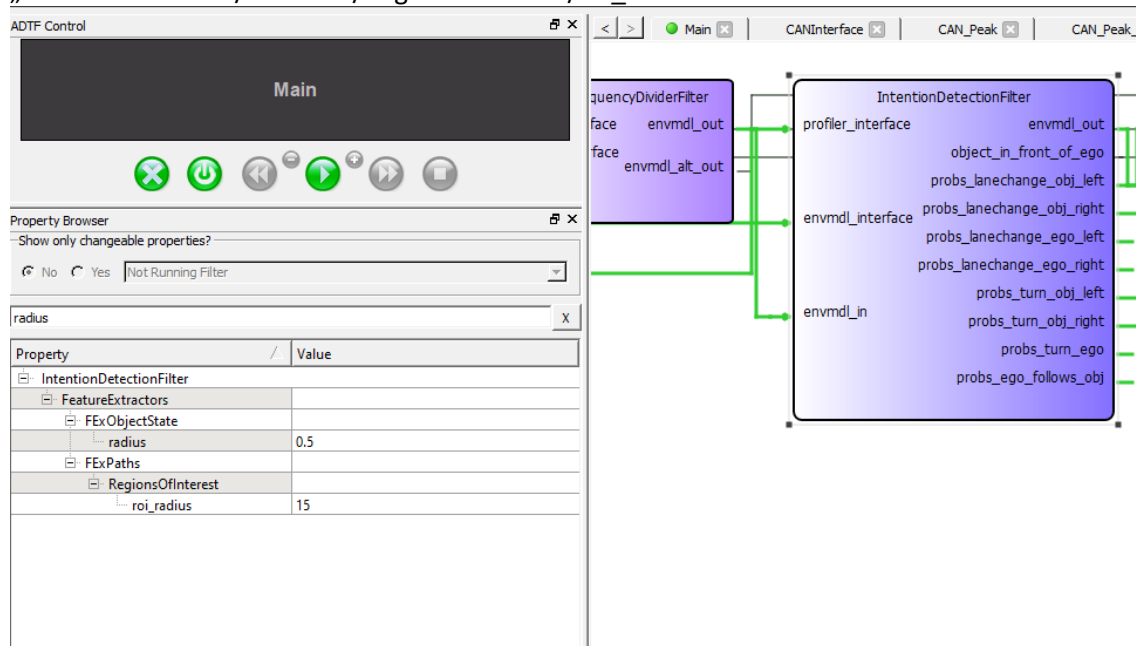 ADTF Control
Main
Property Browser
Show only changeable properties?
No Yes Not Running Filter
radius X
Property Value
IntentionDetectionFilter
FeatureExtractors
FExObjectState
radius 0.5
FExPaths
RegionsOfInterest
roi_radius 15
< > Main CANInterface CAN_Peak CAN_Peak_
quencyDividerFilter
face envmdl_out
face
envmdl_alt_out
IntentionDetectionFilter
profiler_interface envmdl_out
object_in_front_of_ego
probs_lanechange_obj_left
envmdl_interface probs_lanechange_obj_right
probs_lanechange_ego_left
probs_lanechange_ego_right
probs_turn_obj_left
envmdl_in probs_turn_obj_right
probs_turn_ego
probs_ego_follows_obj